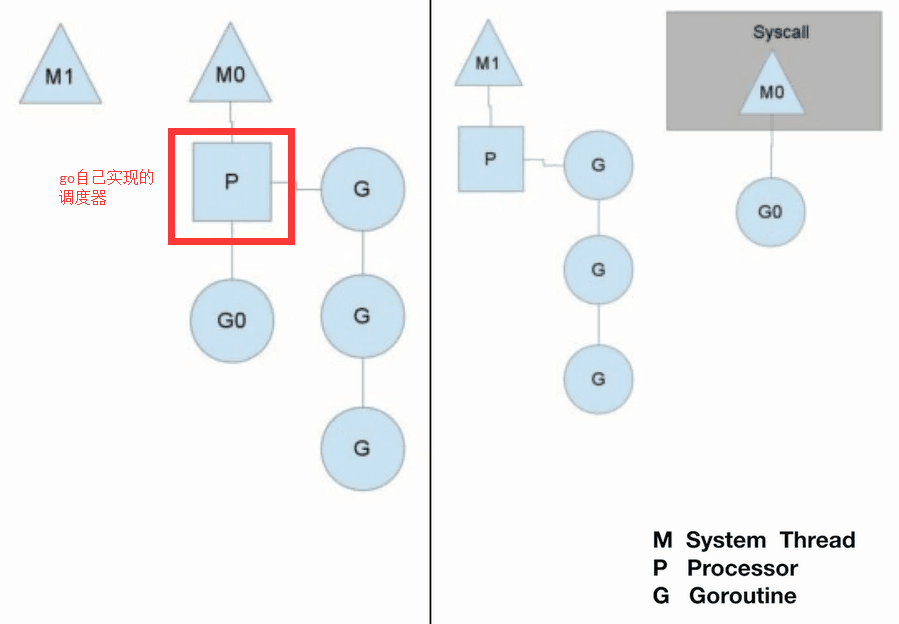 M1
M0
go自己实现的
调度器
P
G
G0
G
G
M1
Syscall
M0
P
G
G0
G
G
M System Thread
P Processor
G Goroutine